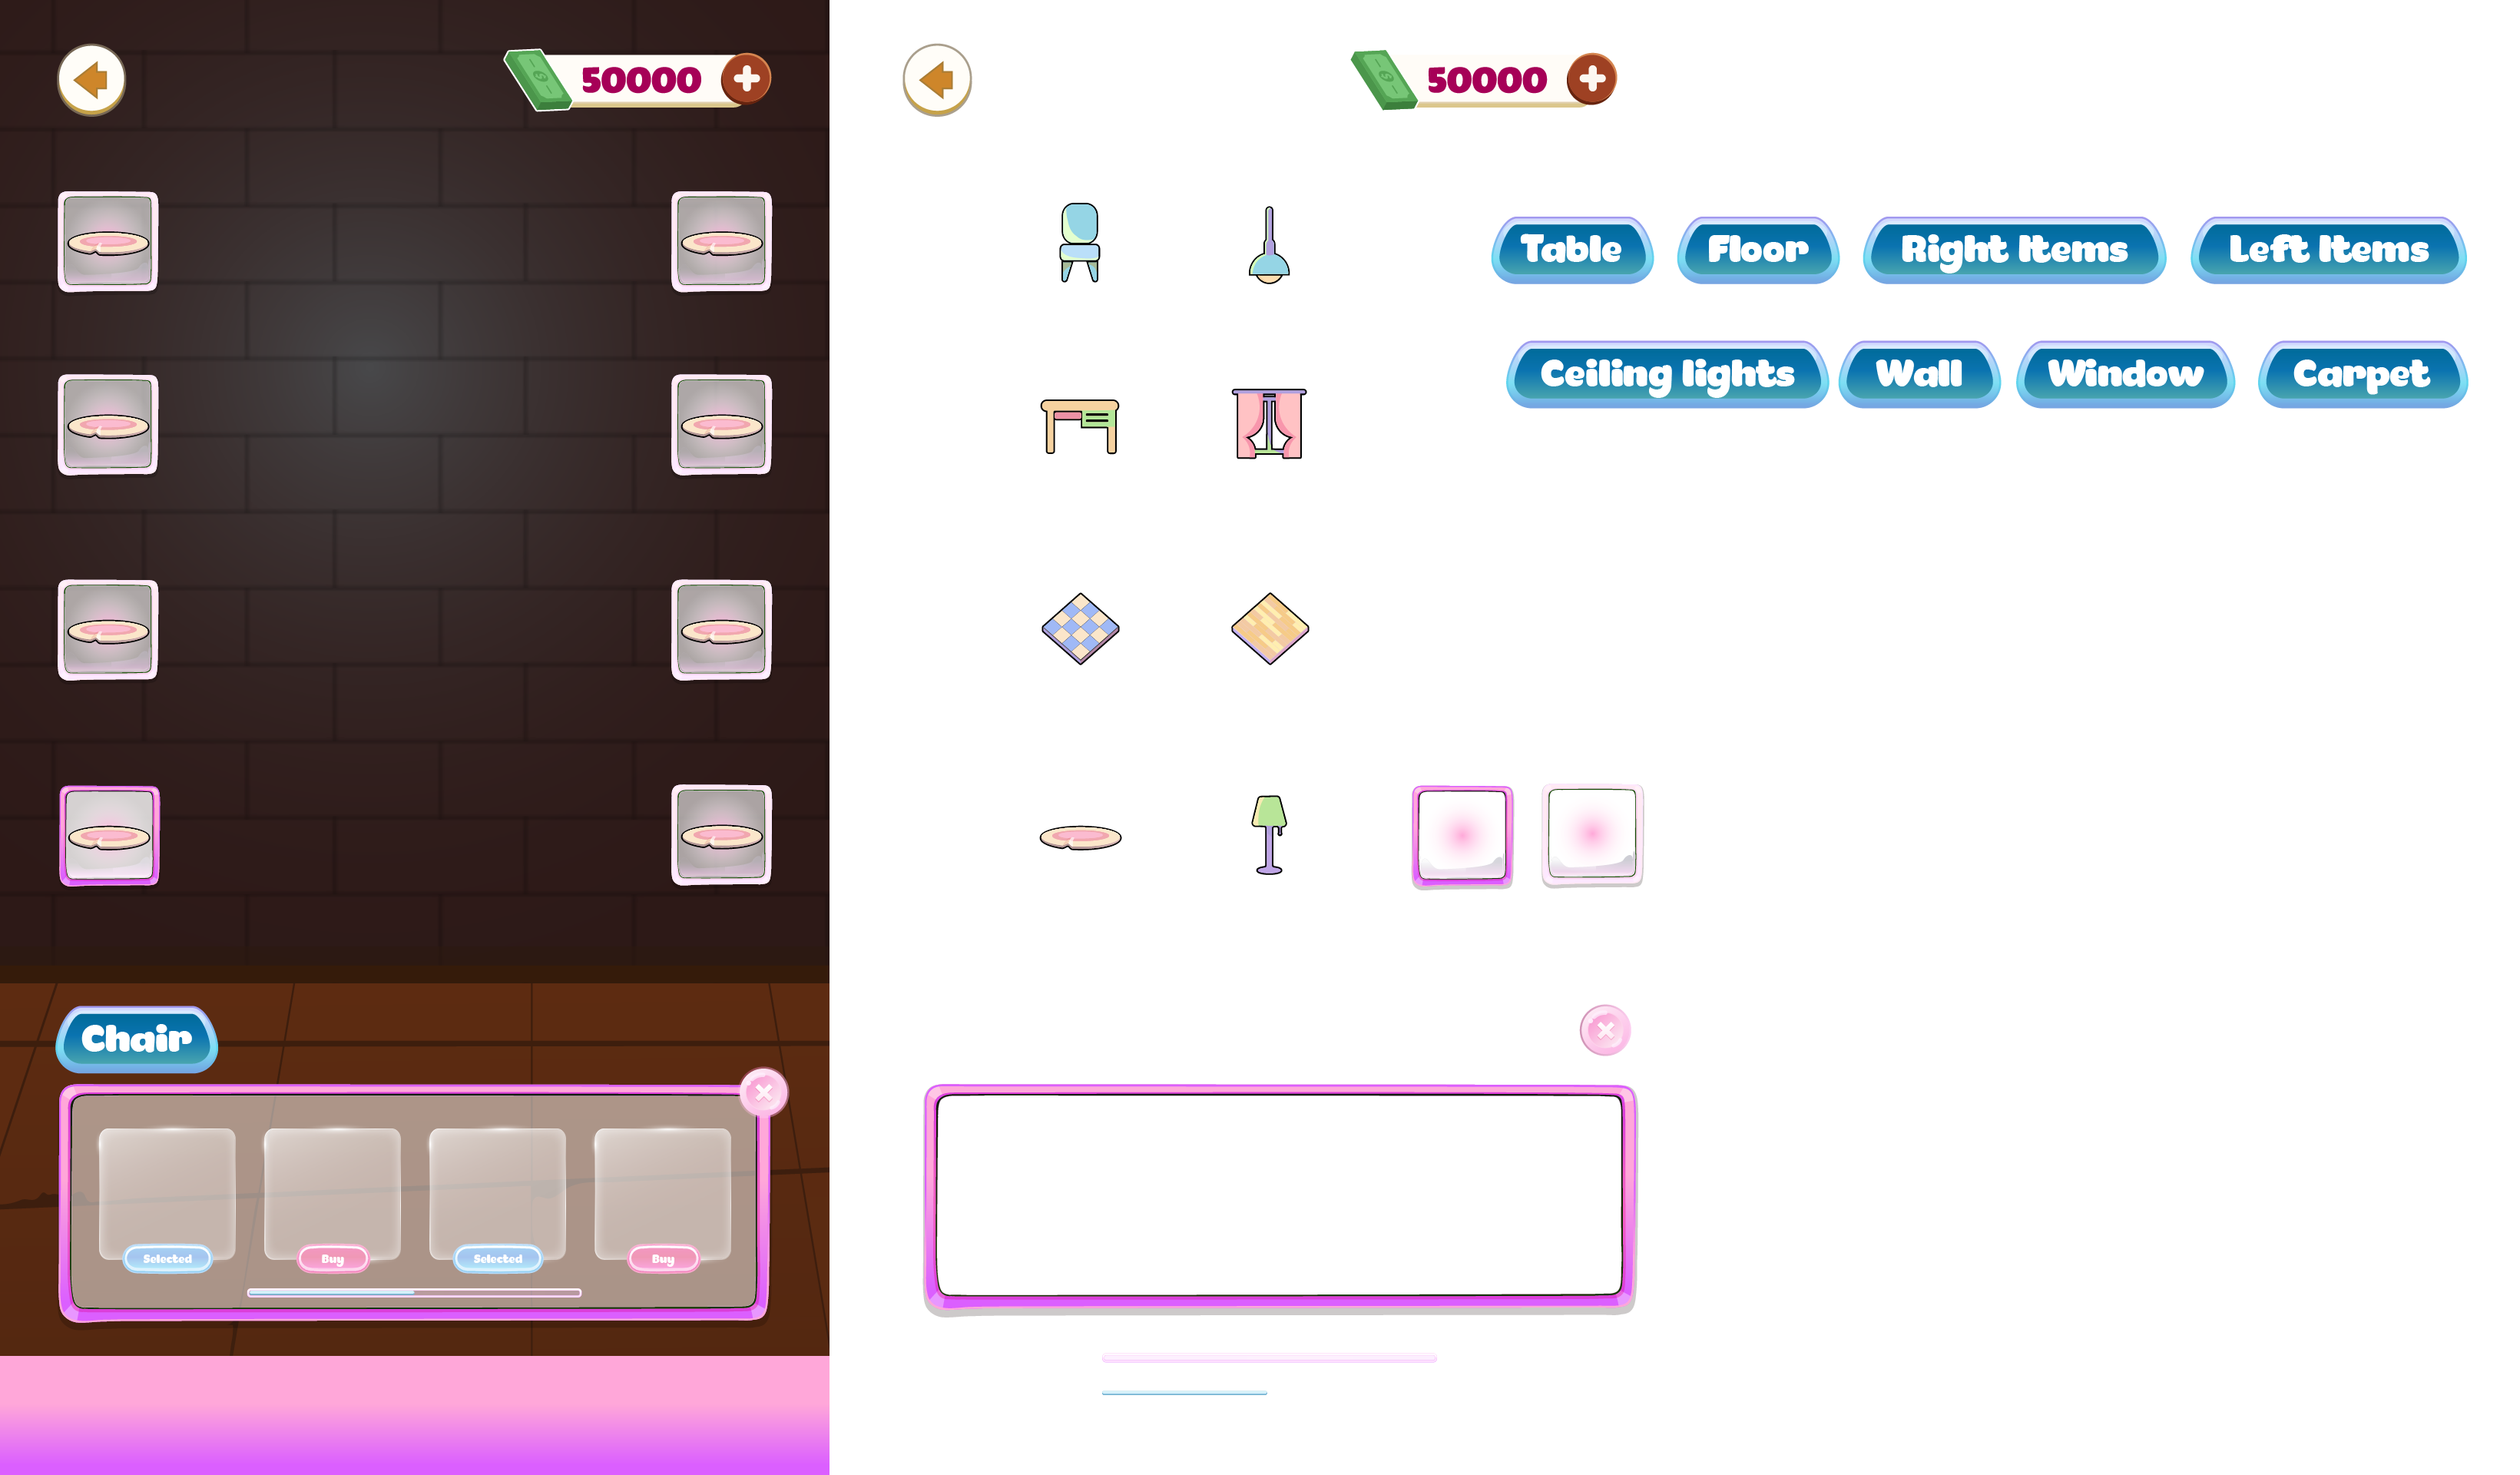 50000
50000
Table
Floor
Right Items
Left Items
Ceiling lights
Wall
Window
Carpet
Chair
Selected
Buy
Selected
Buy